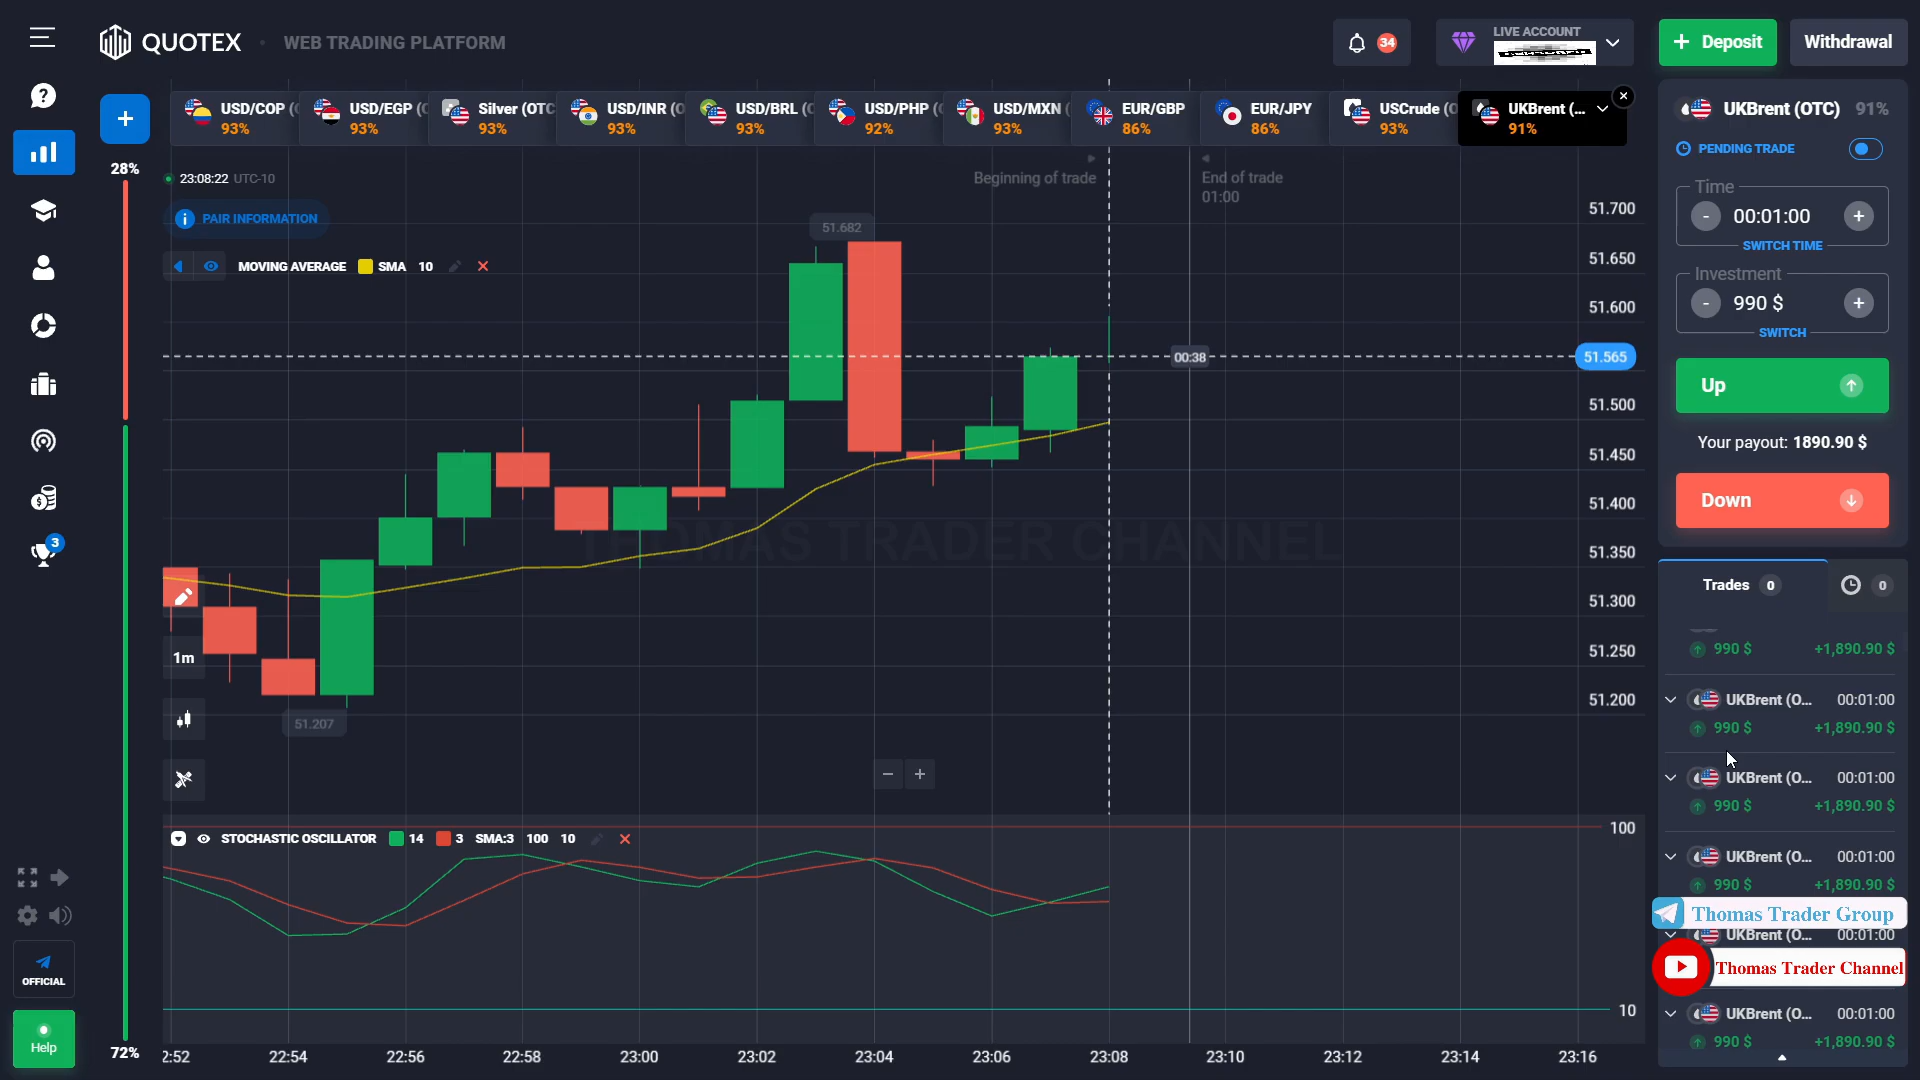 QUOTEX
WEB TRADING PLATFORM
34
LIVE ACCOUNT
+ Deposit
Withdrawal
USD/COP (
93%
USD/EGP (
93%
Silver (OTC
93%
USD/INR (O
93%
USD/BRL (
93%
USD/PHP (
92%
USD/MXN (
93%
EUR/GBP
86%
EUR/JPY
86%
USCrude (O
93%
UKBrent (...
91%
28%
23:08:22 UTC-10
PAIR INFORMATION
MOVING AVERAGE SMA 10
Beginning of trade
End of trade
01:00
51.682
51.207
00:38
THOMAS TRADER CHANNEL
51.700
51.650
51.600
51.565
51.500
51.450
51.400
51.350
51.300
51.250
51.200
1m
STOCHASTIC OSCILLATOR 14 3 SMA:3 100 10
100
10
2:52 22:54 22:56 22:58 23:00 23:02 23:04 23:06 23:08 23:10 23:12 23:14 23:16
3
OFFICIAL
Help
72%
UKBrent (OTC) 91%
PENDING TRADE
Time
- 00:01:00 +
SWITCH TIME
Investment
- 990 $ +
SWITCH
Up
Your payout: 1890.90 $
Down
Trades 0
0
990 $ +1,890.90 $
UKBrent (O... 00:01:00
990 $ +1,890.90 $
UKBrent (O... 00:01:00
990 $ +1,890.90 $
UKBrent (O... 00:01:00
990 $ +1,890.90 $
Thomas Trader Group
UKBrent (O... 00:01:00
Thomas Trader Channel
UKBrent (O... 00:01:00
990 $ +1,890.90 $